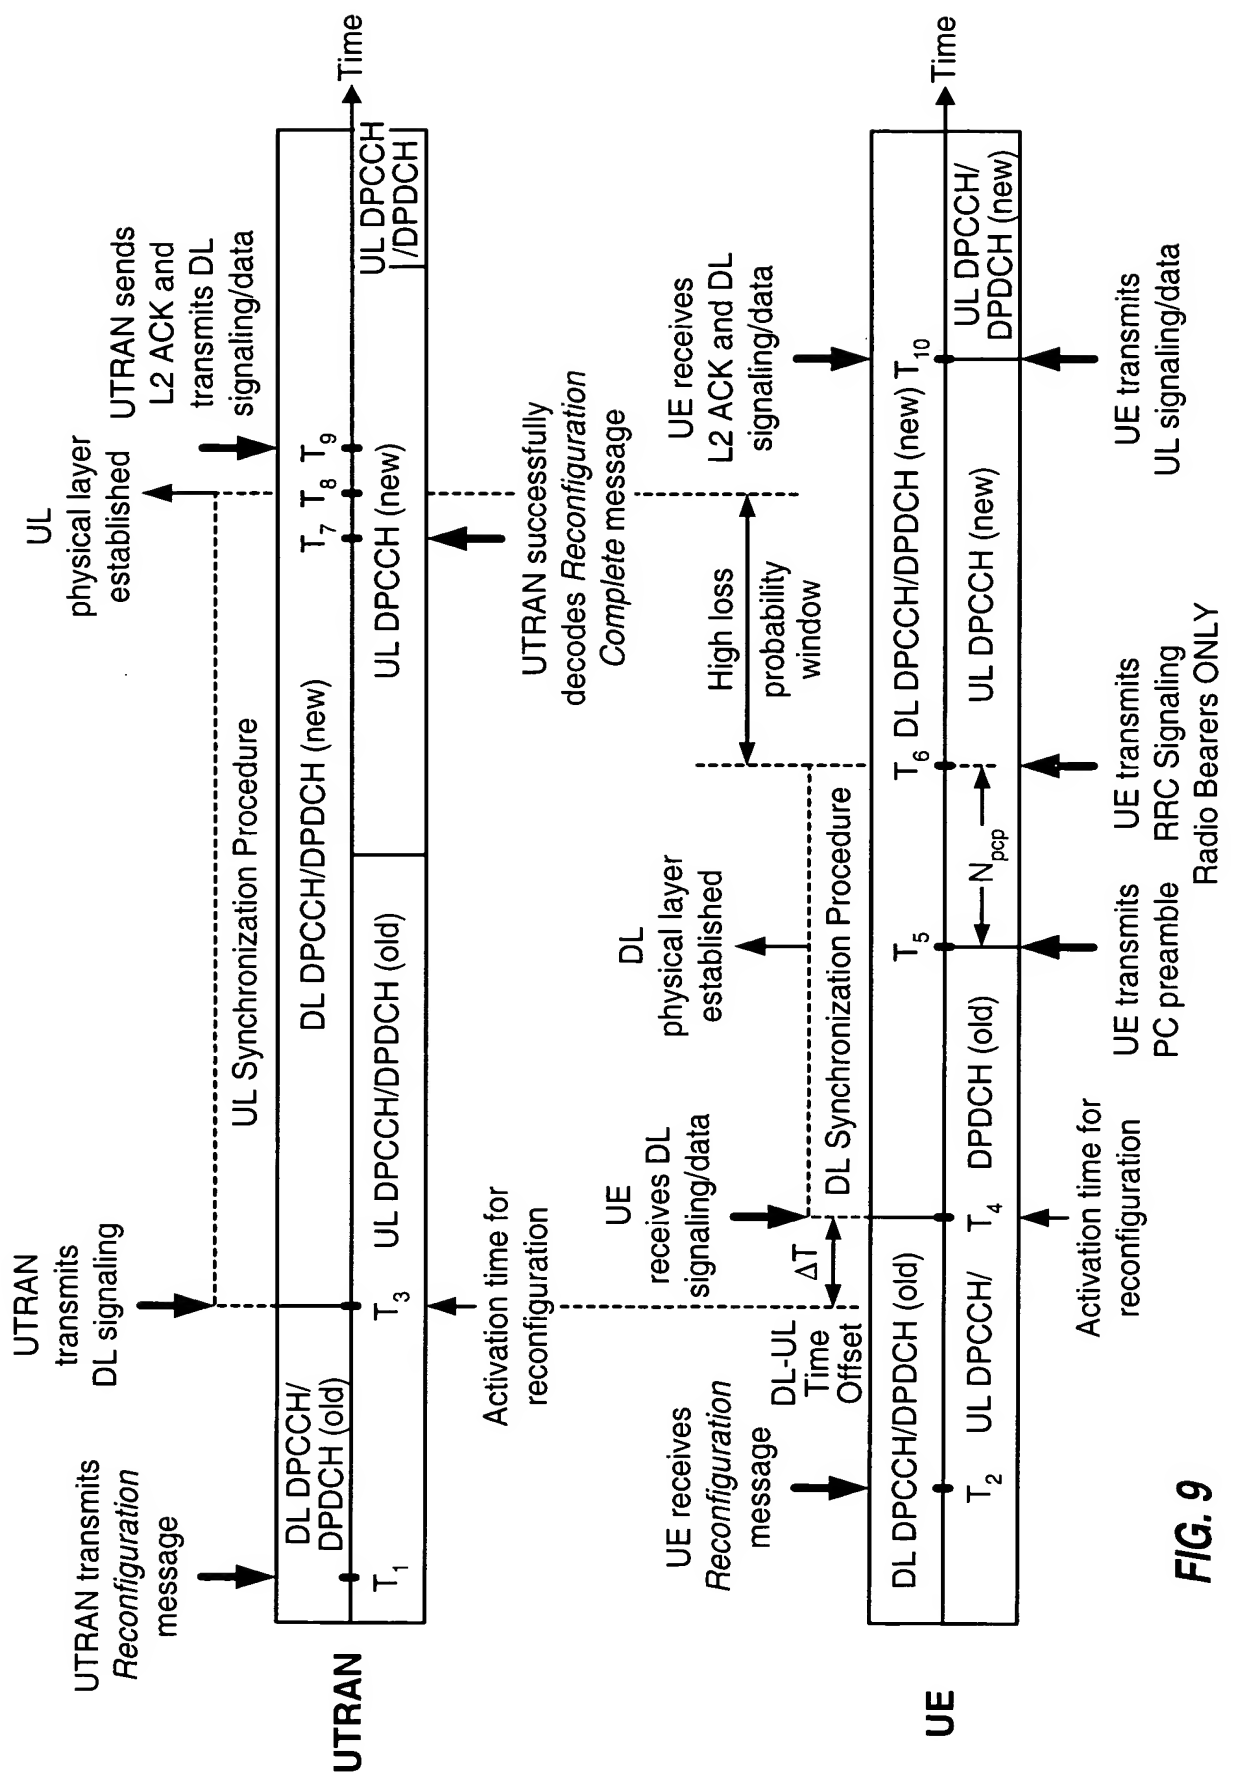 UTRAN transmits
Reconfiguration
message
UTRAN
transmits
DL signaling
UL
physical layer
established
UTRAN sends
L2 ACK and
transmits DL
signaling/data
UL Synchronization Procedure
UTRAN
DL DPCCH/
DPDCH (old)
DL DPCCH/DPDCH (new)
T7
T8
T9
Time
T1
T3
UL DPCCH/DPDCH (old)
UL DPCCH (new)
UL DPCCH
/DPDCH
Activation time for
reconfiguration
UTRAN successfully
decodes Reconfiguration
Complete message
UE receives
Reconfiguration
message
DL-UL
Time
Offset
ΔT
UE
receives DL
signaling/data
DL
physical layer
established
DL Synchronization Procedure
High loss
probability
window
UE receives
L2 ACK and DL
signaling/data
UE
DL DPCCH/DPDCH (old)
T5
T6
DL DPCCH/DPDCH (new)
T10
Time
T2
UL DPCCH/
T4
DPDCH (old)
Npcp
UL DPCCH (new)
UL DPCCH/
DPDCH (new)
Activation time for
reconfiguration
UE transmits
PC preamble
UE transmits
RRC Signaling
Radio Bearers ONLY
UE transmits
UL signaling/data
FIG. 9